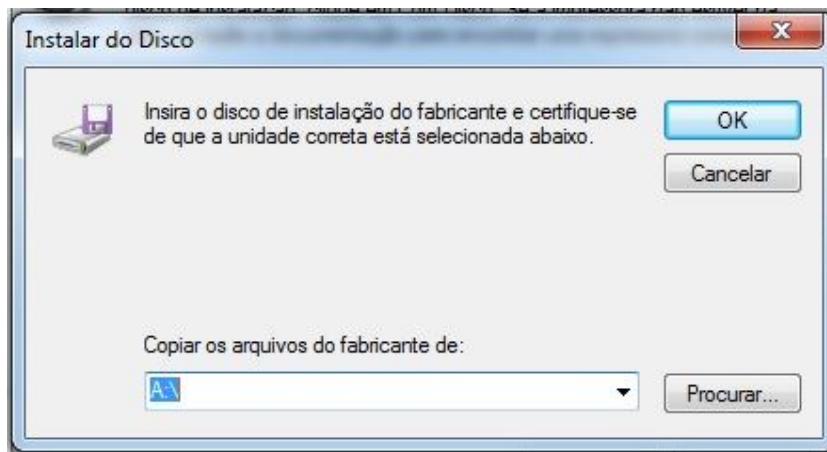 Instalar do Disco
Insira o disco de instalação do fabricante e certifique-se
de que a unidade correta está selecionada abaixo.
OK
Cancelar
Copiar os arquivos do fabricante de:
A:\
Procurar...